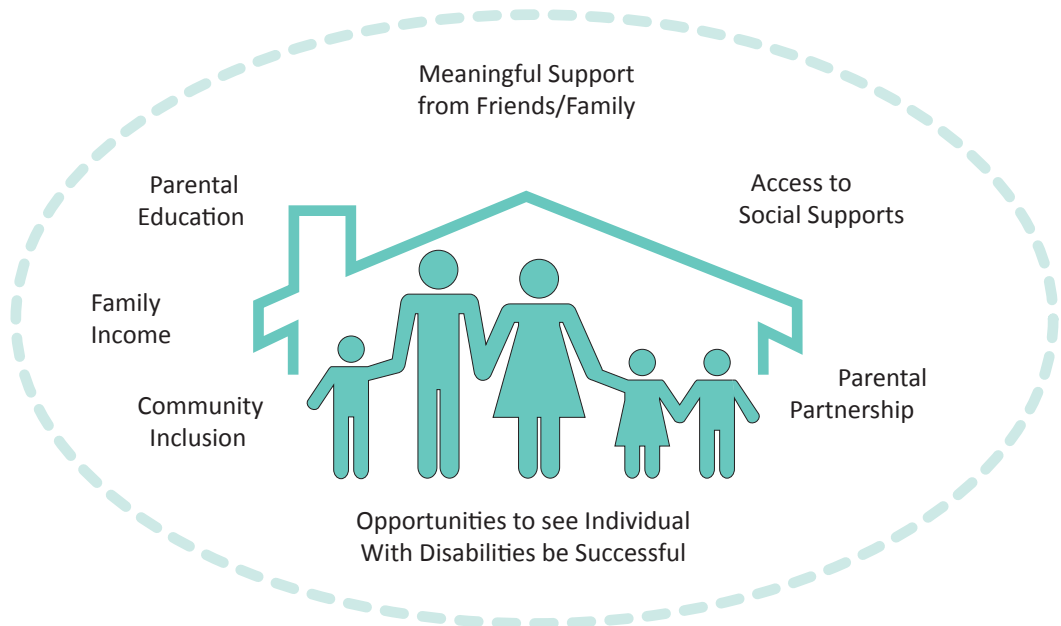 Meaningful Support
from Friends/Family
Parental
Education
Access to
Social Supports
Family
Income
Parental
Partnership
Community
Inclusion
Opportunities to see Individual
With Disabilities be Successful